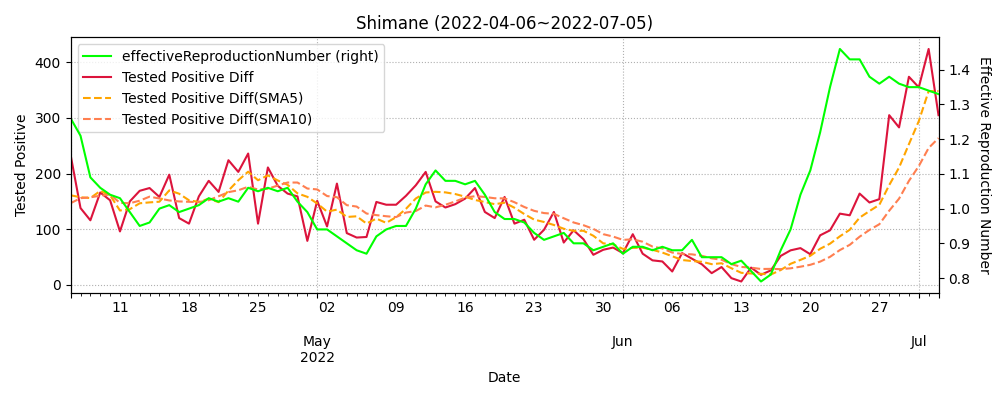 Shimane (2022-04-06~2022-07-05)
effectiveReproductionNumber (right)
Tested Positive Diff
Tested Positive Diff(SMA5)
Tested Positive Diff(SMA10)
Tested Positive
400
300
200
100
0
Effective Reproduction Number
1.4
1.3
1.2
1.1
1.0
0.9
0.8
11 18 25 02 09 16 23 30 06 13 20 27
May Jun Jul
2022
Date